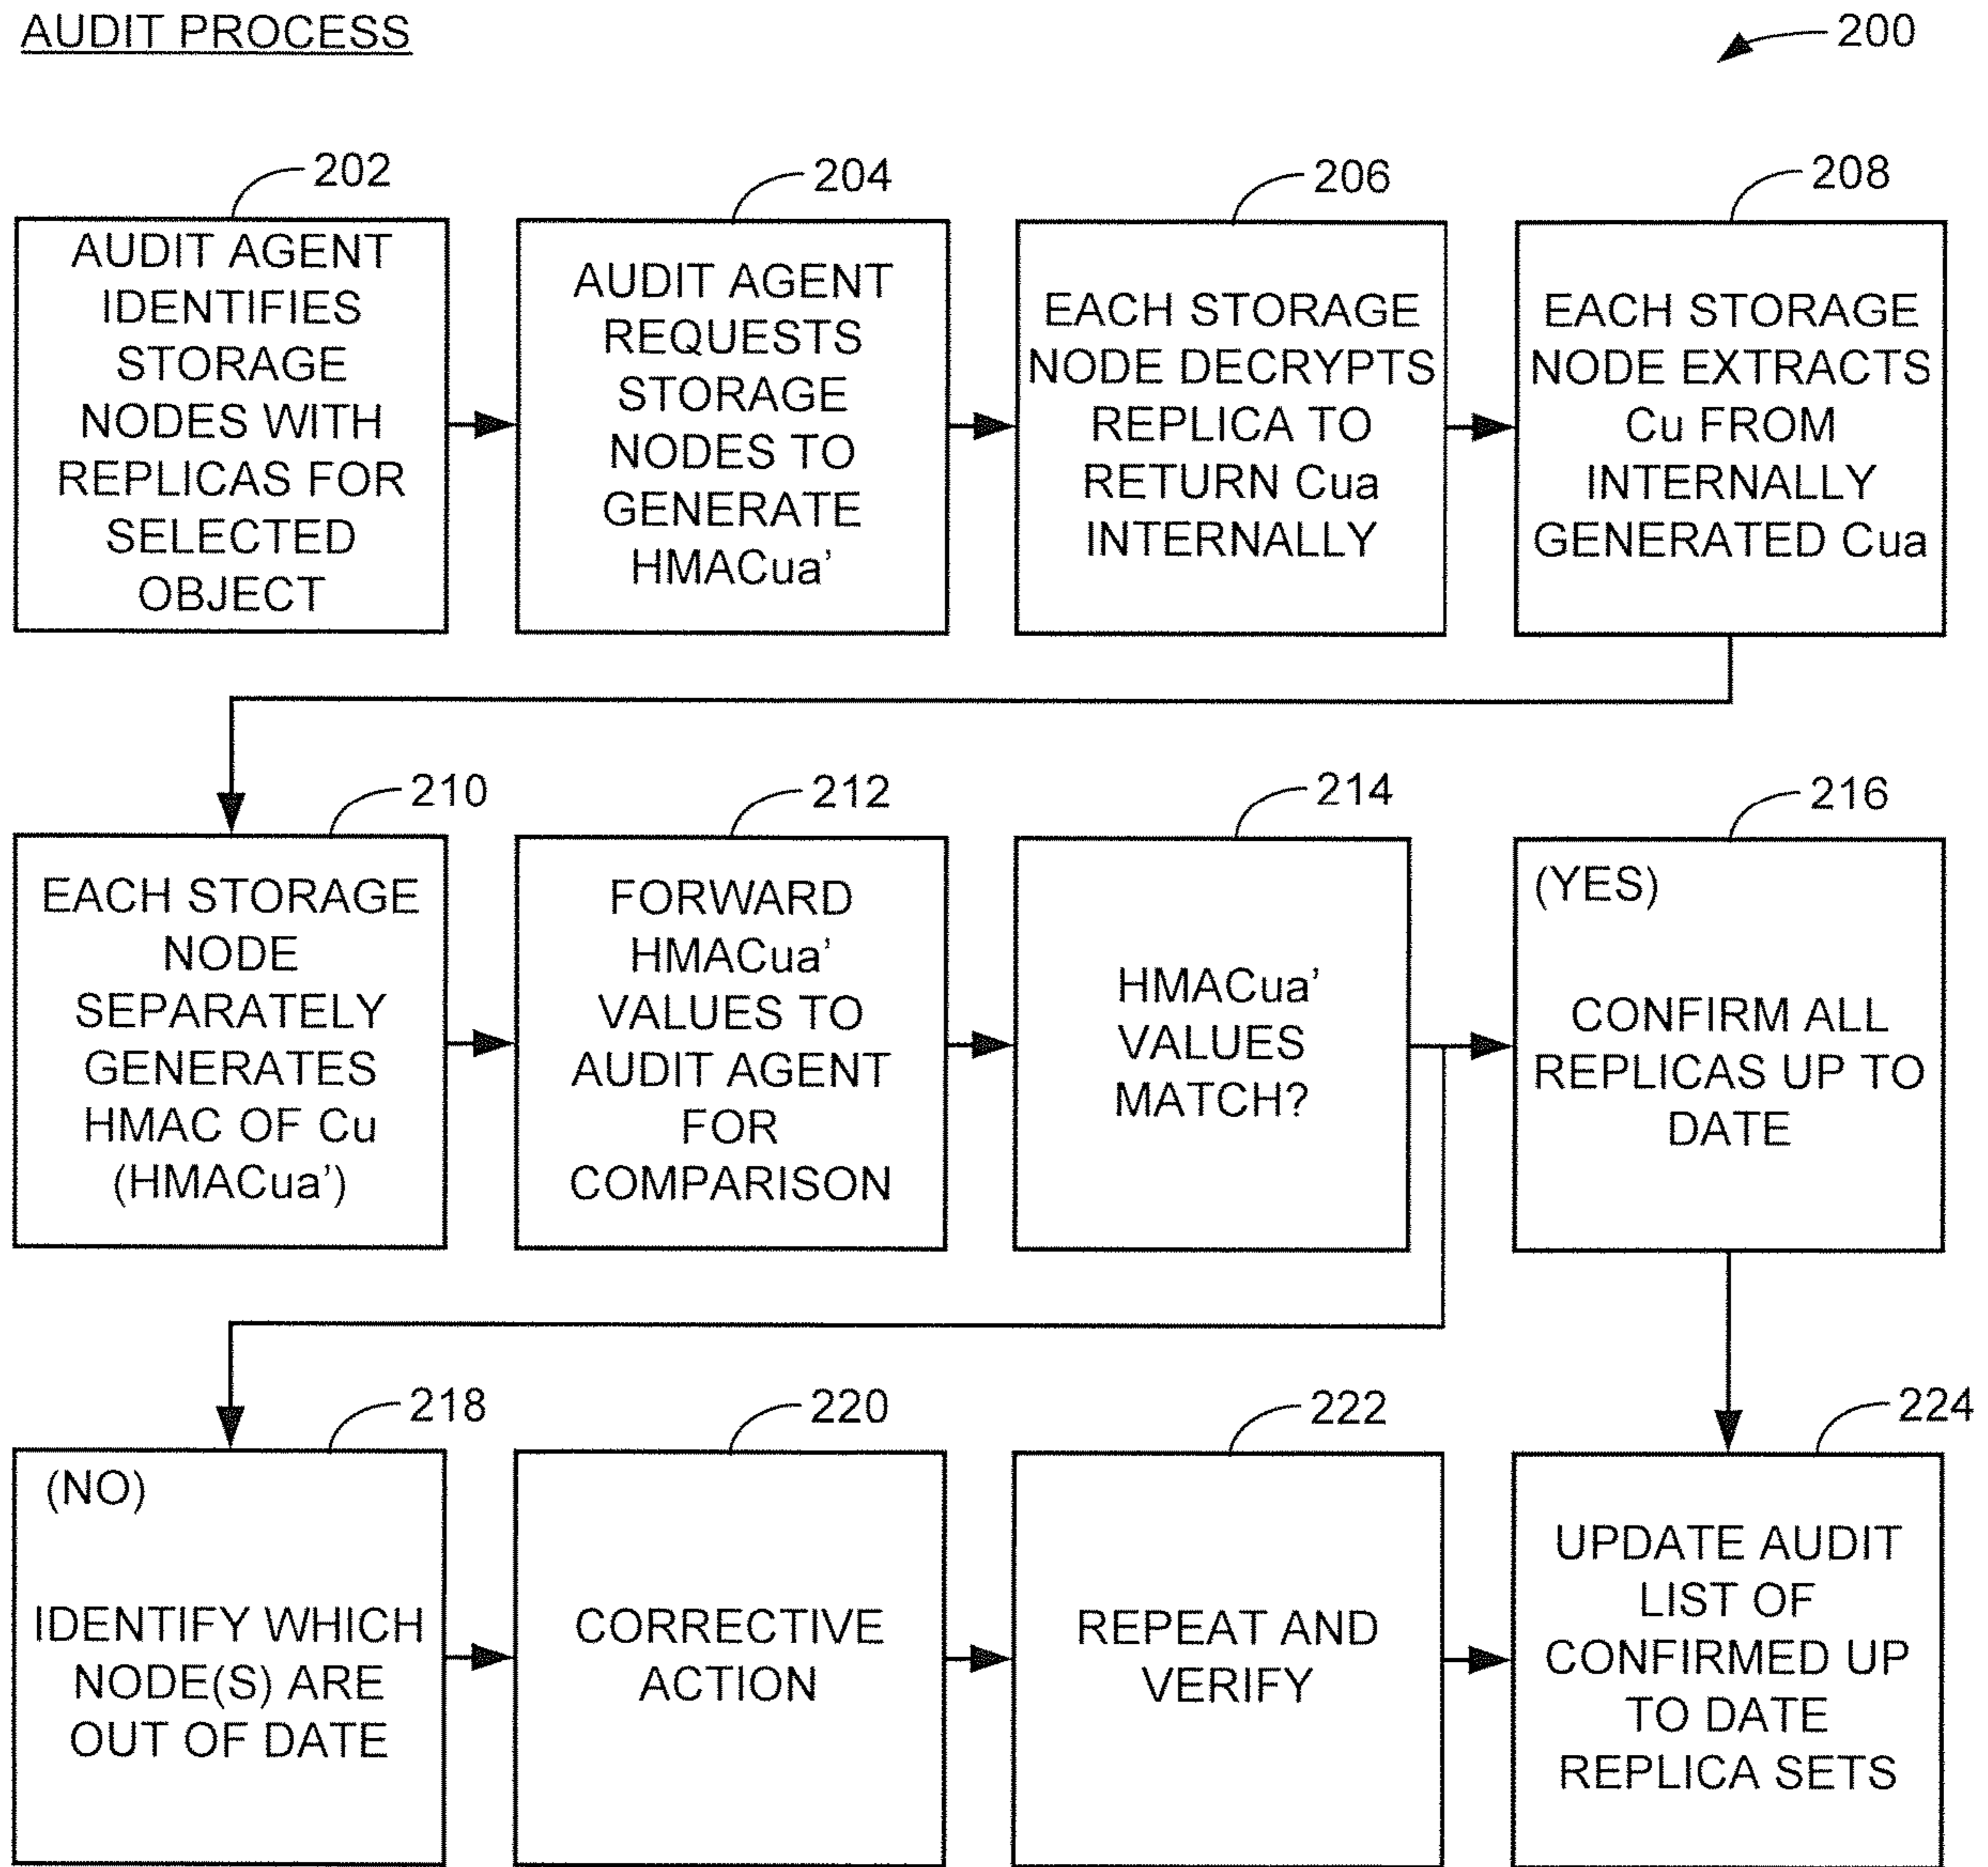 AUDIT PROCESS
200
202
AUDIT AGENT
IDENTIFIES
STORAGE
NODES WITH
REPLICAS FOR
SELECTED
OBJECT
204
AUDIT AGENT
REQUESTS
STORAGE
NODES TO
GENERATE
HMACua’
206
EACH STORAGE
NODE DECRYPTS
REPLICA TO
RETURN Cua
INTERNALLY
208
EACH STORAGE
NODE EXTRACTS
Cu FROM
INTERNALLY
GENERATED Cua
210
EACH STORAGE
NODE
SEPARATELY
GENERATES
HMAC OF Cu
(HMACua’)
212
FORWARD
HMACua’
VALUES TO
AUDIT AGENT
FOR
COMPARISON
214
HMACua’
VALUES
MATCH?
216
(YES)
CONFIRM ALL
REPLICAS UP TO
DATE
218
(NO)
IDENTIFY WHICH
NODE(S) ARE
OUT OF DATE
220
CORRECTIVE
ACTION
222
REPEAT AND
VERIFY
224
UPDATE AUDIT
LIST OF
CONFIRMED UP
TO DATE
REPLICA SETS